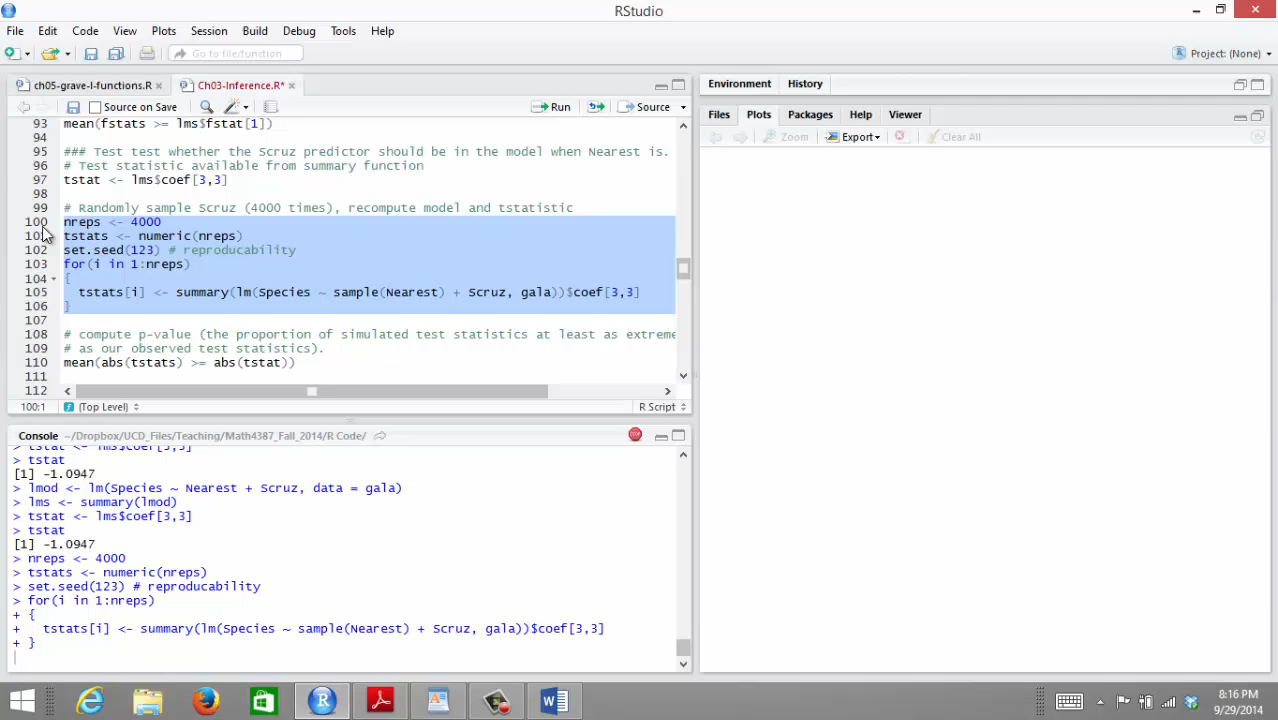 RStudio
File Edit Code View Plots Session Build Debug Tools Help
Go to file/function
Project: (None)
ch05-grave-l-functions.R
Ch03-Inference.R*
Environment History
Source on Save
Run
Source
Files Plots Packages Help Viewer
Zoom Export Clear All
93 mean(fstats >= lms$fstat[1])
94
95 ### Test aest whether the Scruz predictor should be in the model when Nearest is.
96 # Test statistic available from summary function
97 tstat <- lms$coef[3,3]
98
99 # Randomly sample Scruz (4000 times), recompute model and tstatistic
100 nreps <- 4000
tstats <- numeric(nreps)
102 set.seed(123) # reproducability
103 for(i in 1:nreps)
104 {
105 tstats[i] <- summary(lm(Species ~ sample(Nearest) + Scruz, gala))$coef[3,3]
106 }
107
108 # compute p-value (the proportion of simulated test statistics at least as extreme
109 # as our observed test statistics).
110 mean(abs(tstats) >= abs(tstat))
111
112
100:1 (Top Level) R Script
Console ~/Dropbox/UCD_Files/Teaching/Math4387_Fall_2014/R Code/
> tstat <- lms$coef[3,3]
> tstat
[1] -1.0947
> lmod <- lm(Species ~ Nearest + Scruz, data = gala)
> lms <- summary(lmod)
> tstat <- lms$coef[3,3]
> tstat
[1] -1.0947
> nreps <- 4000
> tstats <- numeric(nreps)
> set.seed(123) # reproducability
> for(i in 1:nreps)
+ {
+ tstats[i] <- summary(lm(Species ~ sample(Nearest) + Scruz, gala))$coef[3,3]
+ }
8:16 PM
9/29/2014